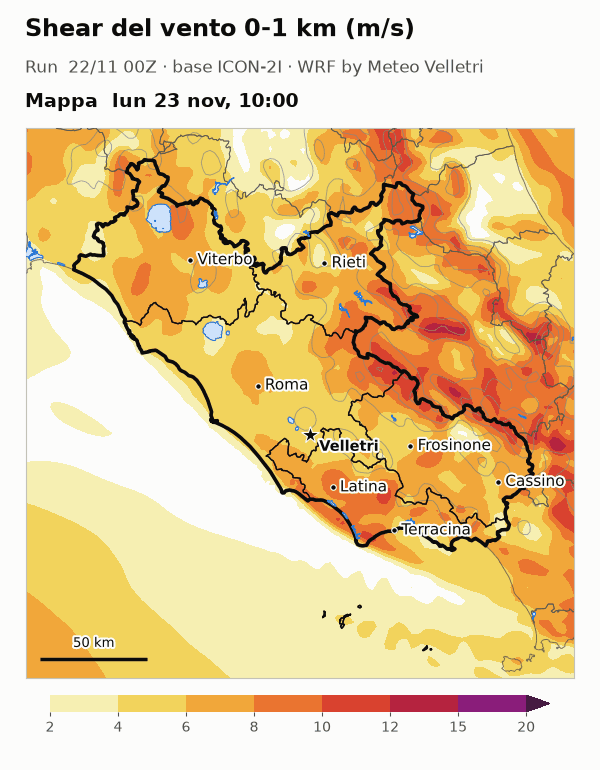 Shear del vento 0-1 km (m/s)
Run  22/11 00Z · base ICON-2I · WRF by Meteo Velletri
Mappa  lun 23 nov, 10:00
Viterbo
Rieti
Roma
Velletri
Frosinone
Latina
Cassino
Terracina
50 km
2 4 6 8 10 12 15 20